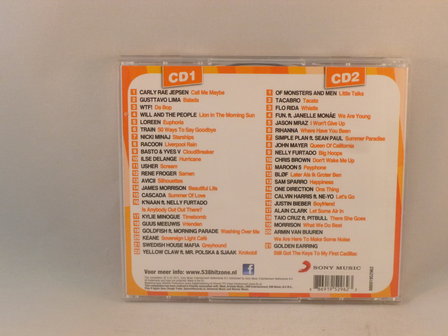 CD1
1 CARLY RAE JEPSEN Call Me Maybe
2 GUSTTAVO LIMA Balada
3 WTF! Da Bop
4 WILL AND THE PEOPLE Lion In The Morning Sun
5 LOREEN Euphoria
6 TRAIN 50 Ways To Say Goodbye
7 NICKI MINAJ Starships
8 RACOON Liverpool Rain
9 BASTO & YVES V CloudBreaker
10 ILSE DELANGE Hurricane
11 USHER Scream
12 RENE FROGER Samen
13 AVICII Silhouettes
14 JAMES MORRISON Beautiful Life
15 CASCADA Summer Of Love
16 K'NAAN ft. NELLY FURTADO
Is Anybody Out Out There?
17 KYLIE MINOGUE Timebomb
18 GUUS MEEUWIS Verendan
19 GOLDFISH ft. MORNING PARADE Washing Over Me
20 KEANE Sovereign Light Café
21 SWEDISH HOUSE MAFIA Greyhound
22 YELLOW CLAW ft. MR. POLSKA & SJAAK Krokobil
CD2
1 OF MONSTERS AND MEN Little Talks
2 TACABRO Tacata
3 FLO RIDA Whistle
4 FUN. ft. JANELLE MONÁE We Are Young
5 JASON MRAZ I Won't Give Up
6 RIHANNA Where Have You Been
7 SIMPLE PLAN ft. SEAN PAUL Summer Paradise
8 JOHN MAYER Queen Of California
9 NELLY FURTADO Big Hoops
10 CHRIS BROWN Don't Wake Me Up
11 MAROON 5 Payphone
12 BLØF Later Als Ik Groter Ben
13 SAM SPARRO Happiness
14 ONE DIRECTION One Thing
15 CALVIN HARRIS ft. NE-YO Let's Go
16 JUSTIN BIEBER Boyfriend
17 ALAIN CLARK Let Some Air In
18 TAIO CRUZ ft. PITBULL There She Goes
19 MORRISON What We Do Best
20 ARMIN VAN BUUREN
We Are Here To Make Some Noise
21 GOLDEN EARRING
Still Got The Keys To My First Cadillac
Voor meer info: www.538hitzone.nl
SONY MUSIC